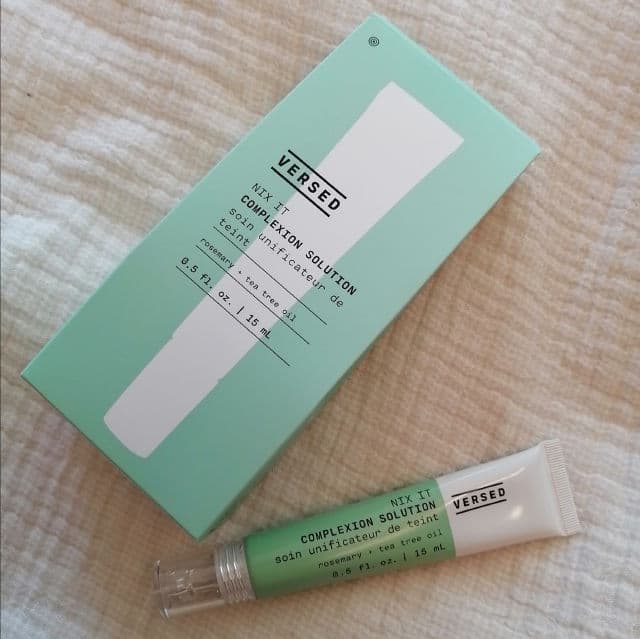 VERSED
NIX IT
COMPLEXION SOLUTION
soin unificateur de
teint
rosemary + tea tree oil
0.5 fl. oz. | 15 mL
NIX IT
COMPLEXION SOLUTION
soin unificateur de teint
rosemary + tea tree oil
0.5 fl. oz. | 15 mL
VERSED